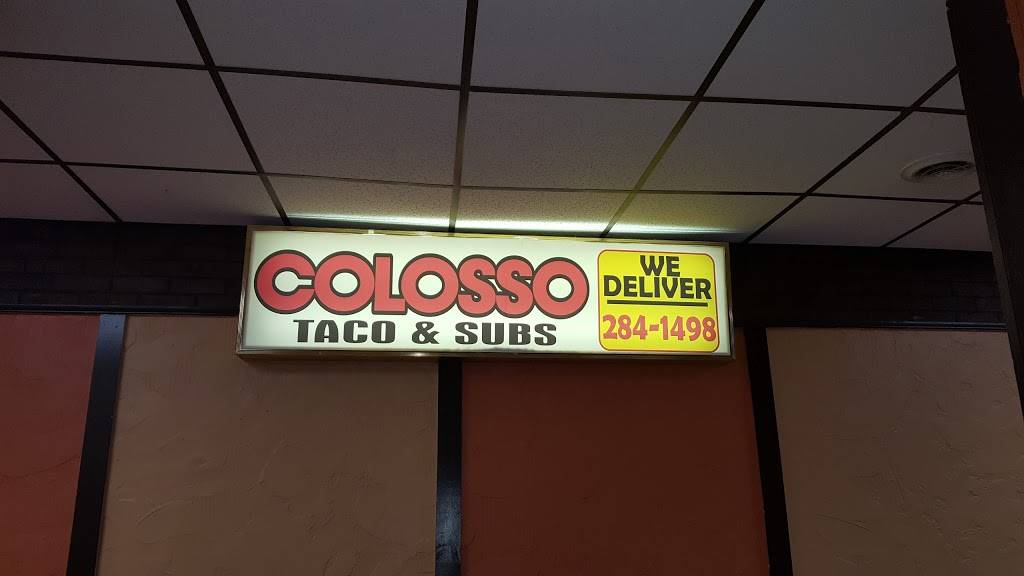 COLOSSO
TACO & SUBS
WE
DELIVER
284-1498